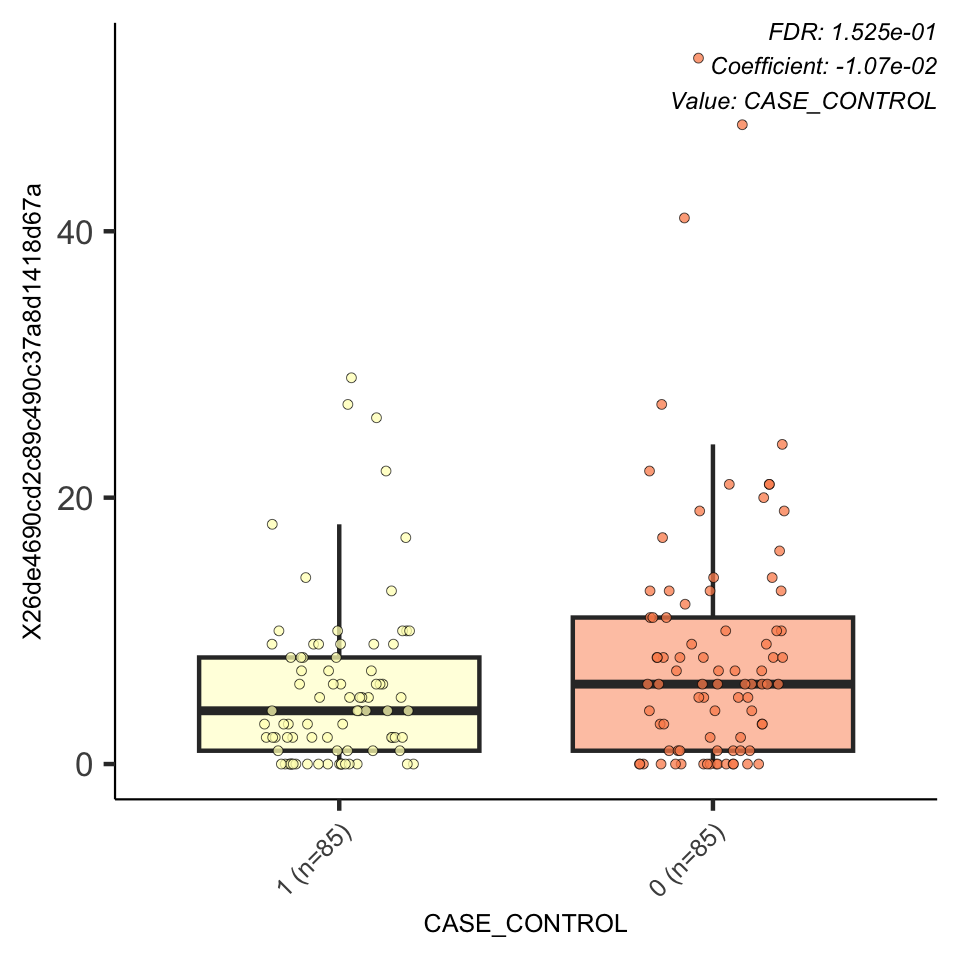 FDR: 1.525e-01
Coefficient: -1.07e-02
Value: CASE_CONTROL
X26de4690cd2c89c490c37a8d1418d67a
40
20
0
1 (n=85)
0 (n=85)
CASE_CONTROL